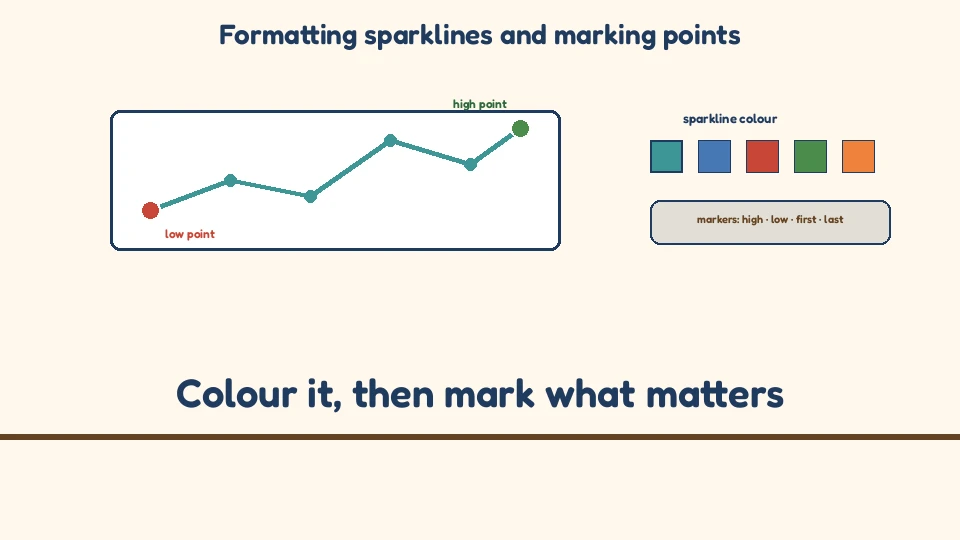 Formatting sparklines and marking points
high point
sparkline colour
markers: high · low · first · last
low point
Colour it, then mark what matters